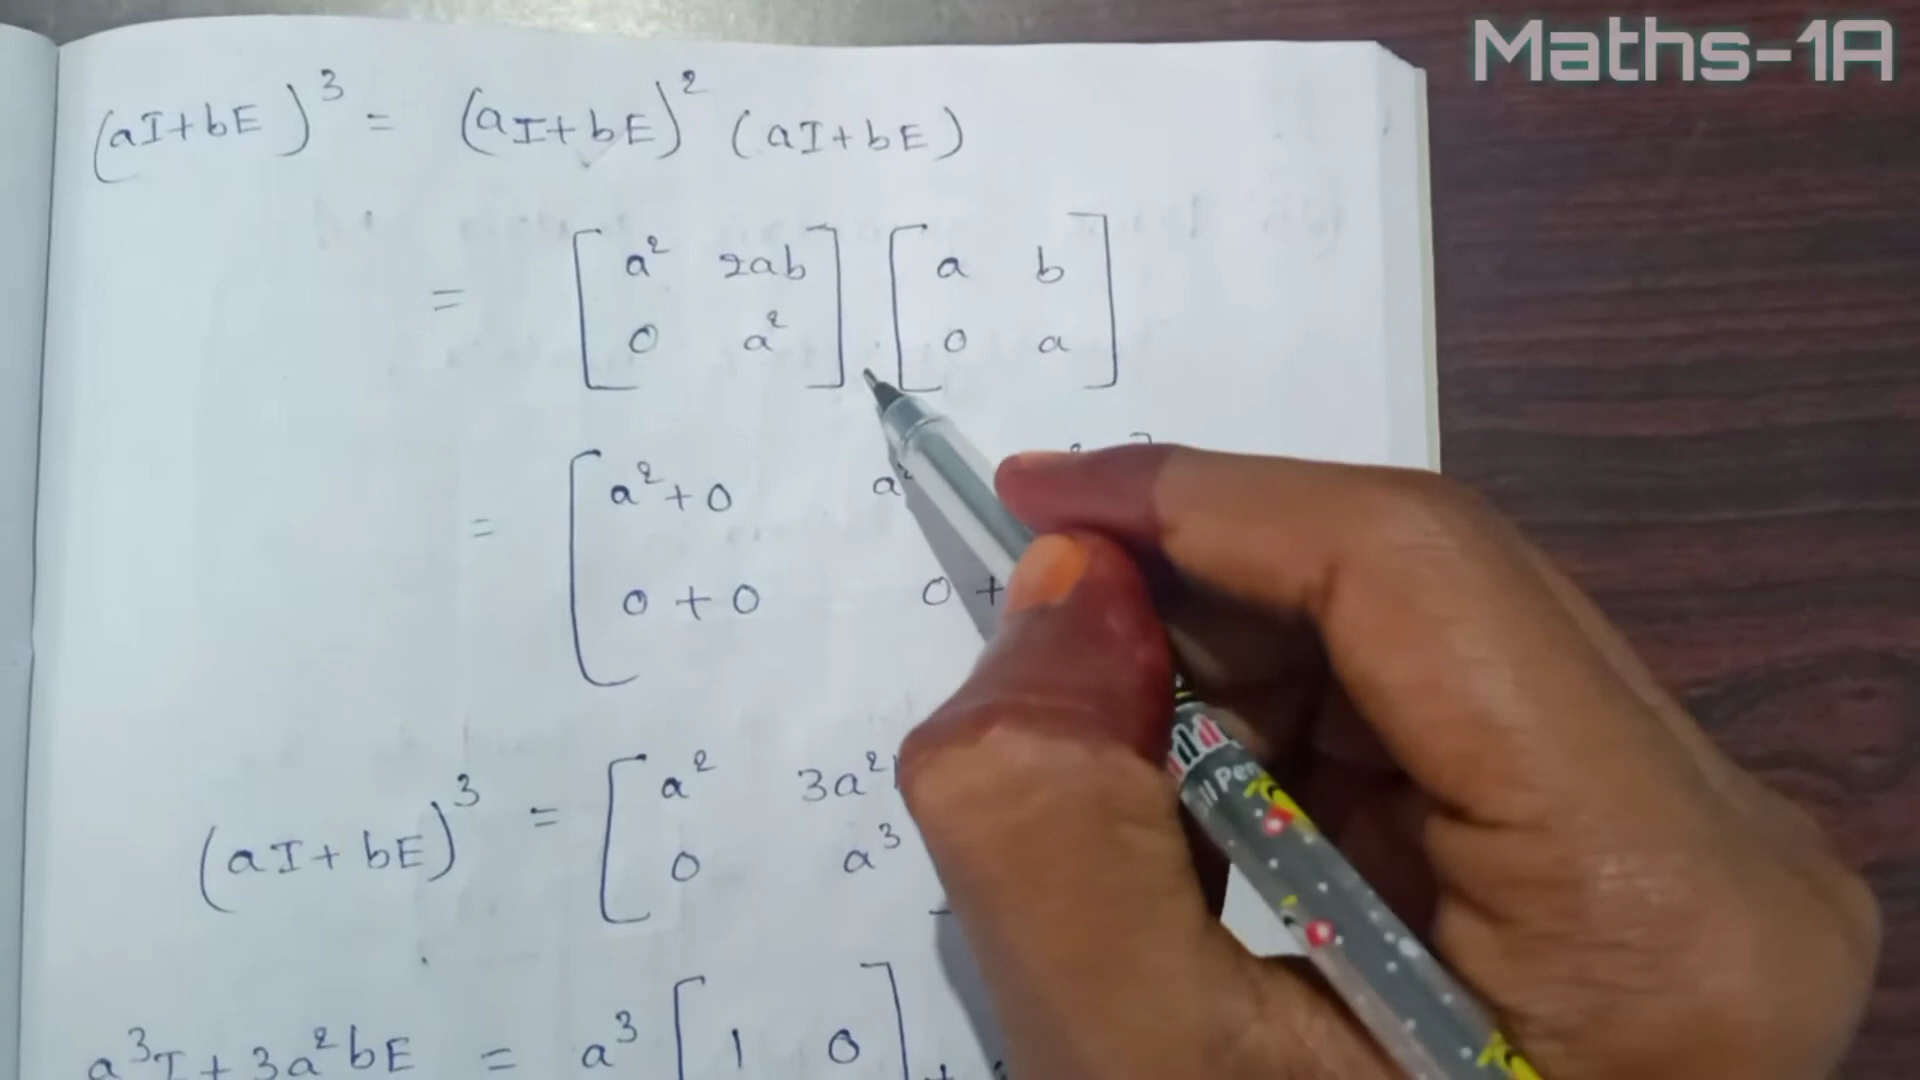 Maths-1A
(aI+bE)³ = (aI+bE)² (aI+bE)
= [a² 2ab] [a b]
[0 a²] [0 a]
= [a²+0 a²
0+0 0+
(aI+bE)³ = [a² 3a²
0 a³
a³I+3a²bE = a³ [1 0] +